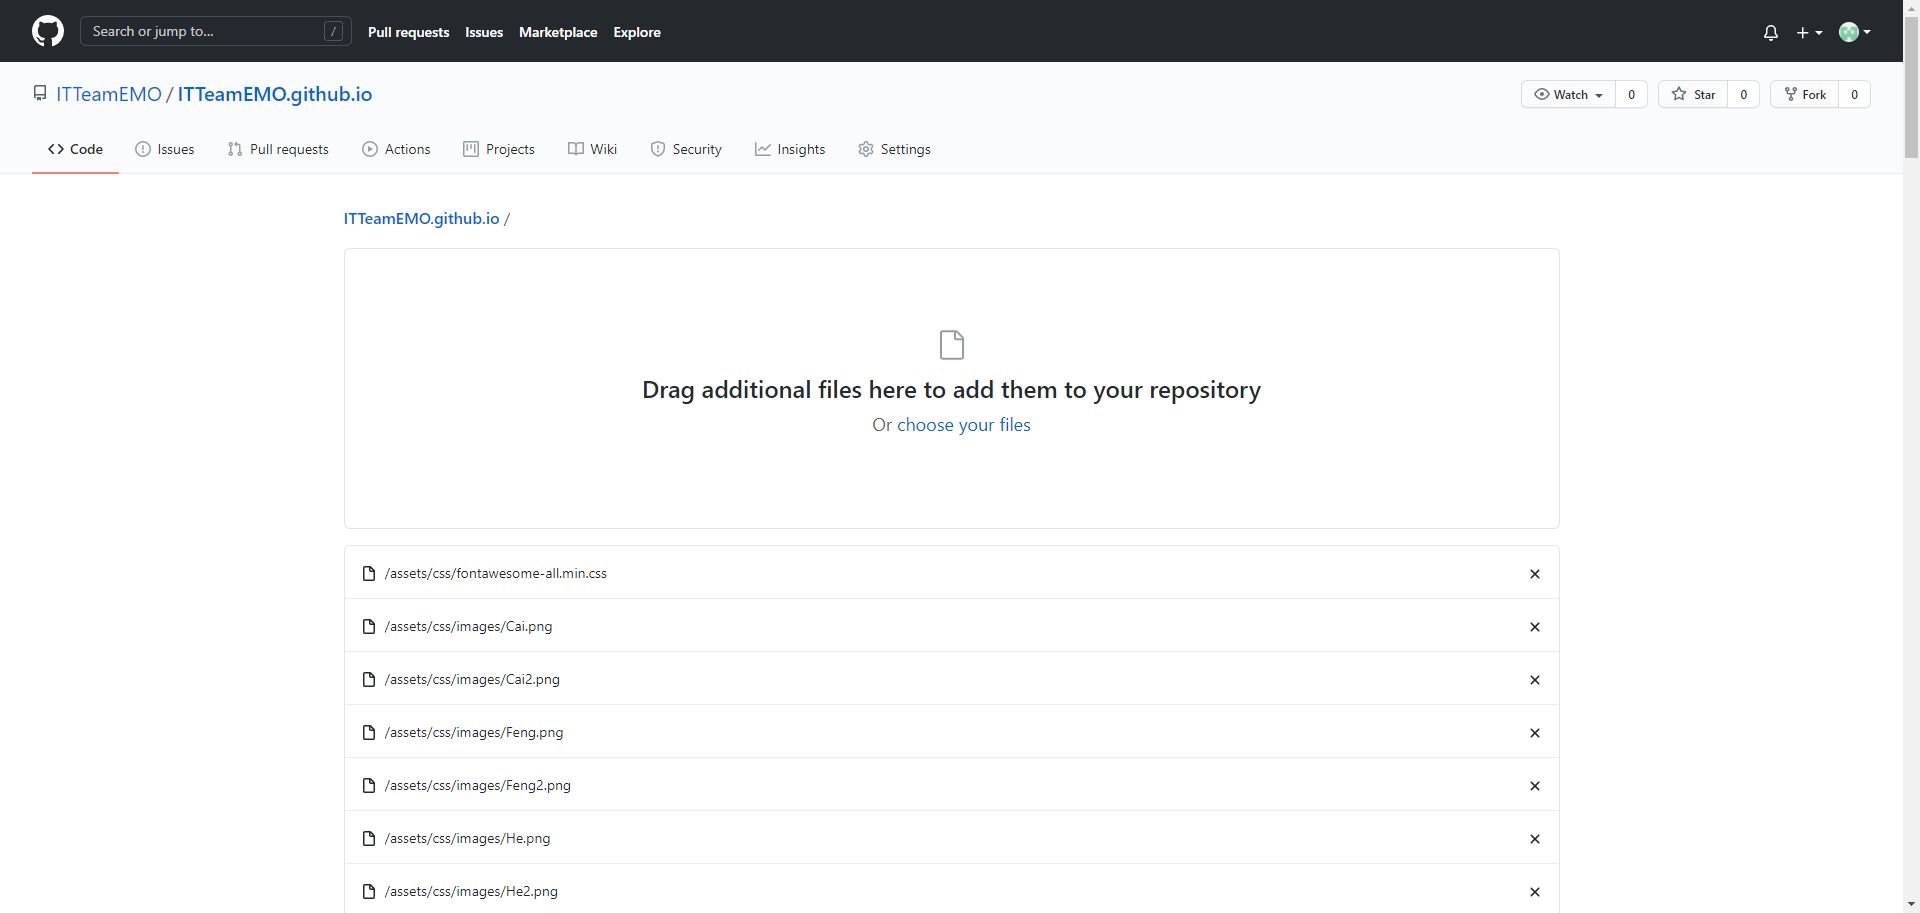 Search or jump to... /
Pull requests Issues Marketplace Explore
ITTeamEMO / ITTeamEMO.github.io
Watch 0 Star 0 Fork 0
Code Issues Pull requests Actions Projects Wiki Security Insights Settings
ITTeamEMO.github.io /
Drag additional files here to add them to your repository
Or choose your files
/assets/css/fontawesome-all.min.css
/assets/css/images/Cai.png
/assets/css/images/Cai2.png
/assets/css/images/Feng.png
/assets/css/images/Feng2.png
/assets/css/images/He.png
/assets/css/images/He2.png